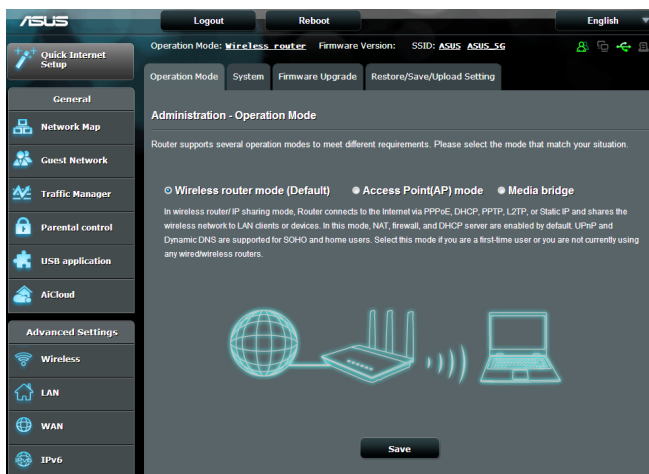 ASUS
Logout
Reboot
English
Quick Internet
Setup
Operation Mode: Wireless router Firmware Version: SSID: ASUS ASUS_5G
Operation Mode
System
Firmware Upgrade
Restore/Save/Upload Setting
General
Network Map
Guest Network
Traffic Manager
Parental control
USB application
AiCloud
Advanced Settings
Wireless
LAN
WAN
IPv6
Administration - Operation Mode
Router supports several operation modes to meet different requirements. Please select the mode that match your situation.
Wireless router mode (Default)
Access Point(AP) mode
Media bridge
In wireless router/ IP sharing mode, Router connects to the Internet via PPPoE, DHCP, PPTP, L2TP, or Static IP and shares the
wireless network to LAN clients or devices. In this mode, NAT, firewall, and DHCP server are enabled by default. UPnP and
Dynamic DNS are supported for SOHO and home users. Select this mode if you are a first-time user or you are not currently using
any wired/wireless routers.
Save